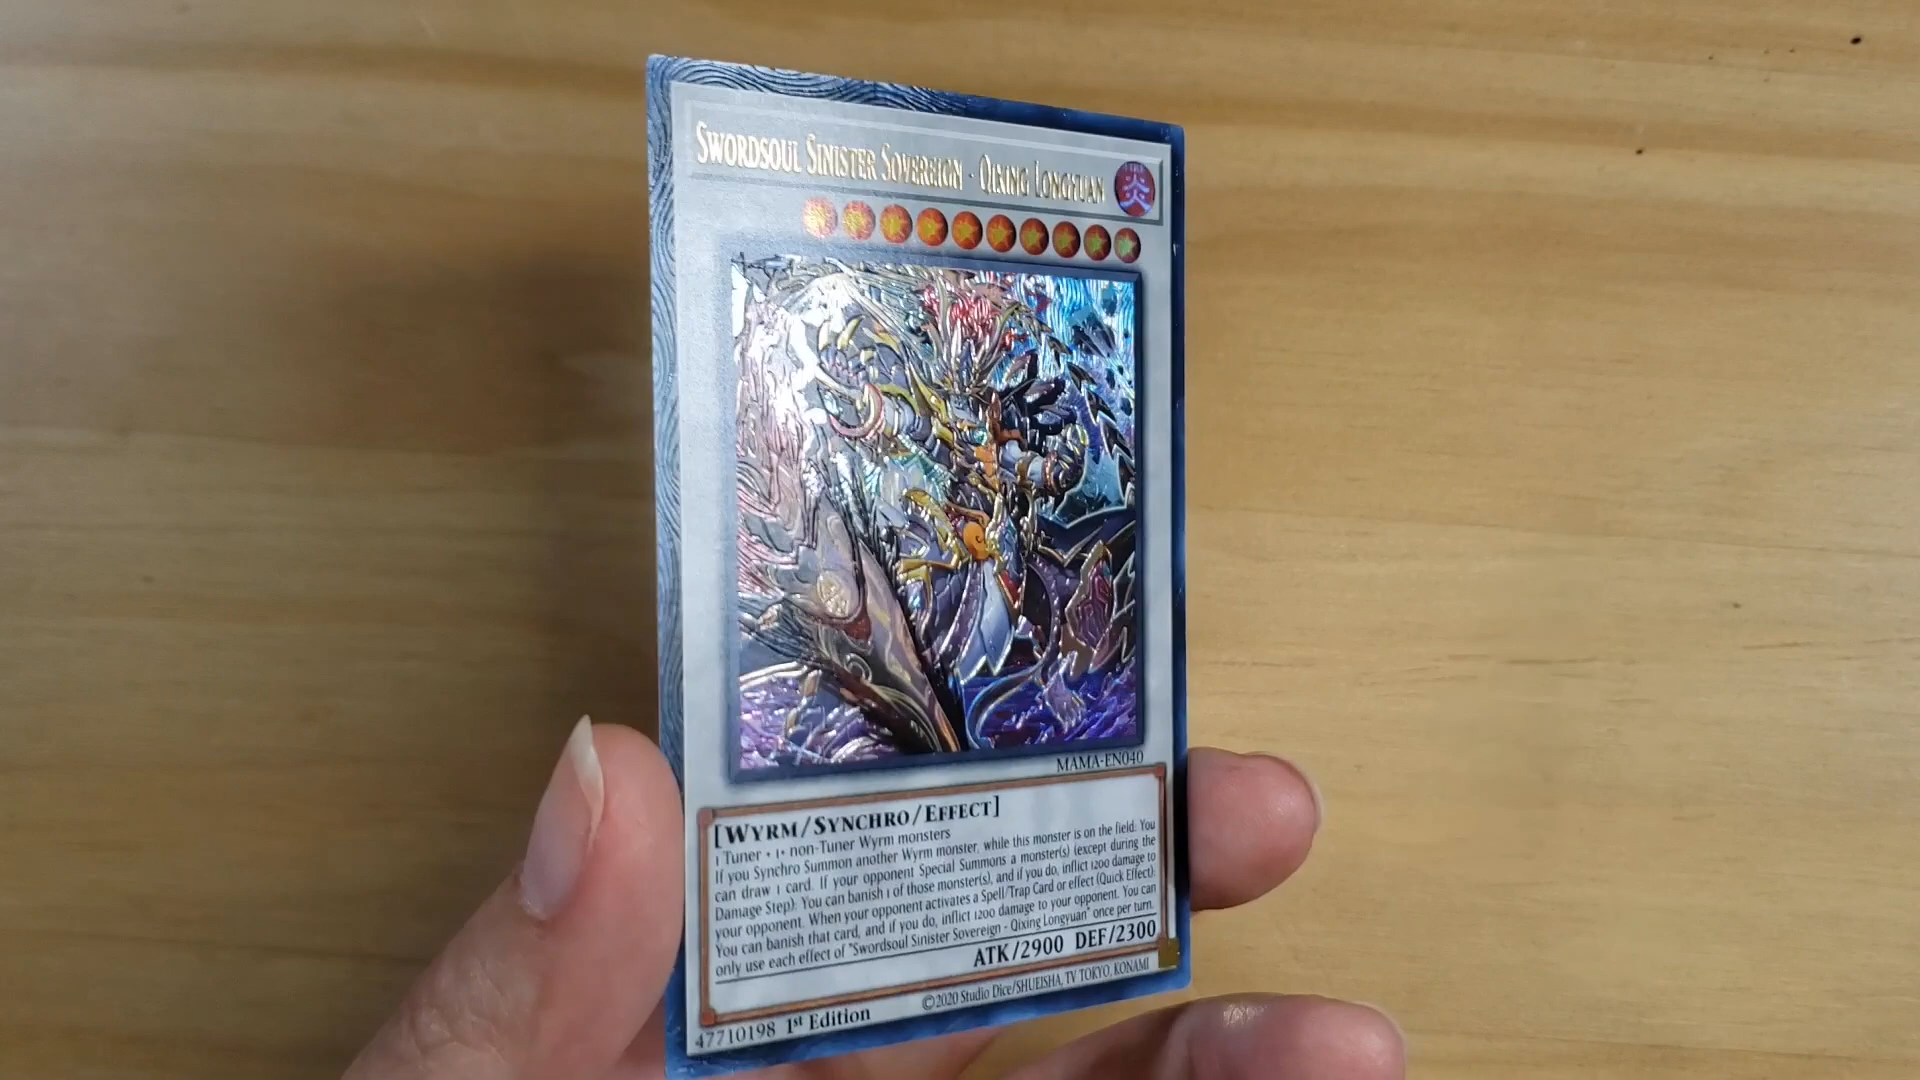 SWORDSOUL SINISTER SOVEREIGN - QIXING LONGYUAN
炎
MAMA-EN040
[WYRM/SYNCHRO/EFFECT]
1 Tuner + 1+ non-Tuner Wyrm monsters
If you Synchro Summon another Wyrm monster, while this monster is on the field: You
can draw 1 card. If your opponent Special Summons a monster(s) (except during the
Damage Step): You can banish 1 of those monster(s), and if you do, inflict 1200 damage to
your opponent. When your opponent activates a Spell/Trap Card or effect (Quick Effect):
You can banish that card, and if you do, inflict 1200 damage to your opponent. You can
only use each effect of "Swordsoul Sinister Sovereign - Qixing Longyuan" once per turn.
ATK/2900 DEF/2300
47710198 1st Edition
©2020 Studio Dice/SHUEISHA, TV TOKYO, KONAMI